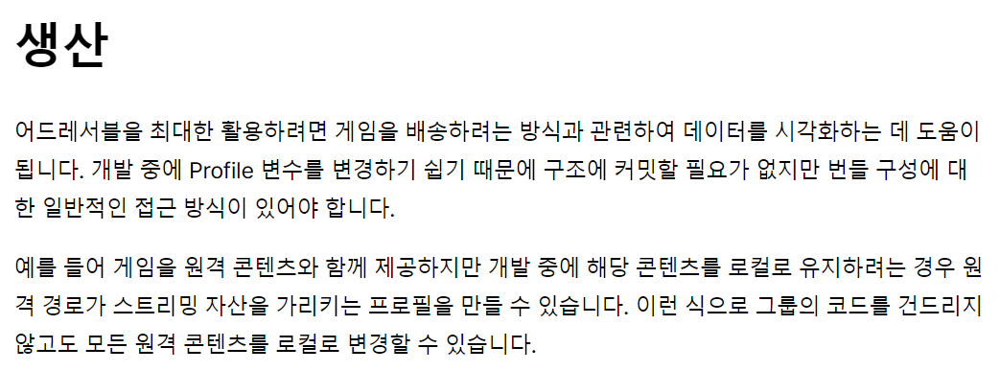 생산
어드레서블을 최대한 활용하려면 게임을 배송하려는 방식과 관련하여 데이터를 시각화하는 데 도움이
됩니다. 개발 중에 Profile 변수를 변경하기 쉽기 때문에 구조에 커밋할 필요가 없지만 번들 구성에 대
한 일반적인 접근 방식이 있어야 합니다.
예를 들어 게임을 원격 콘텐츠와 함께 제공하지만 개발 중에 해당 콘텐츠를 로컬로 유지하려는 경우 원
격 경로가 스트리밍 자산을 가리키는 프로필을 만들 수 있습니다. 이런 식으로 그룹의 코드를 건드리지
않고도 모든 원격 콘텐츠를 로컬로 변경할 수 있습니다.